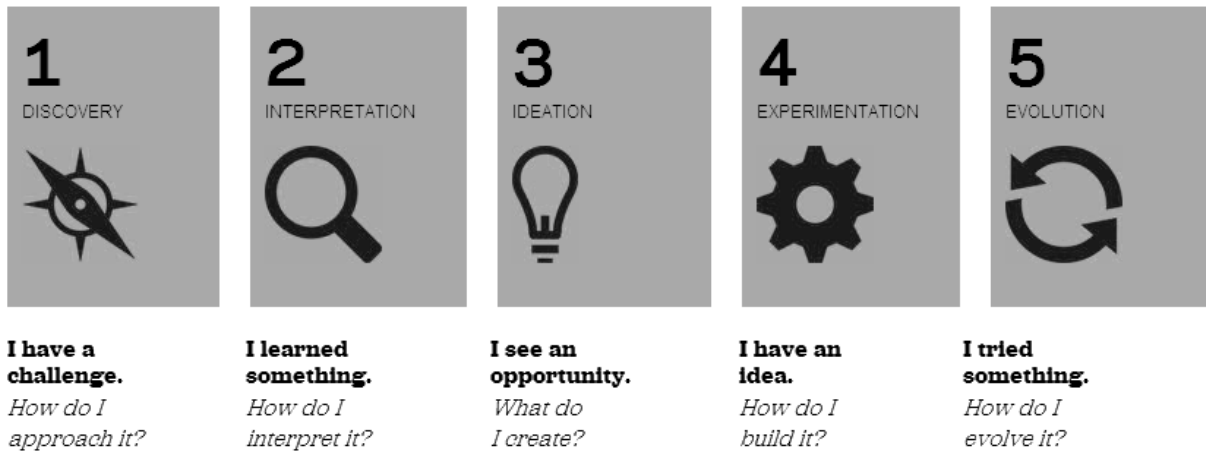 1
DISCOVERY
I have a
challenge.
How do I
approach it?
2
INTERPRETATION
I learned
something.
How do I
interpret it?
3
IDEATION
I see an
opportunity.
What do
I create?
4
EXPERIMENTATION
I have an
idea.
How do I
build it?
5
EVOLUTION
I tried
something.
How do I
evolve it?